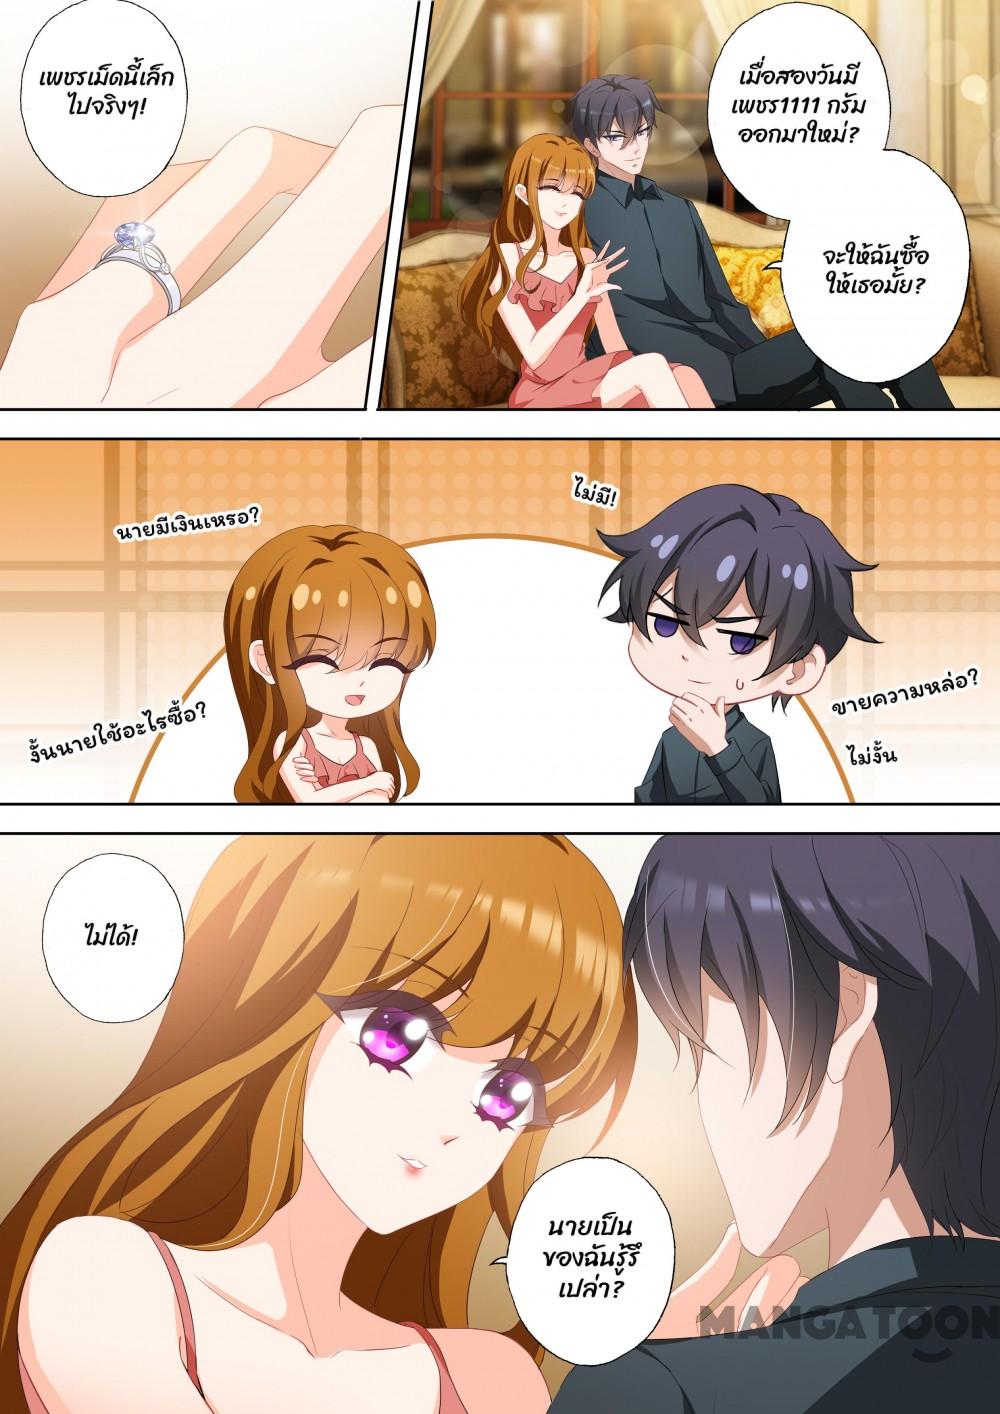 เพชรเม็ดนี้เล็ก
ไปจริงๆ!
เมื่อสองวันมี
เพชร1111 กรัม
ออกมาใหม่?
จะให้ฉันซื้อ
ให้เธอมั้ย?
นายมีเงินเหรอ?
ไม่มี!
งั้นนายใช้อะไรซื้อ?
ขายความหล่อ?
ไม่งั้น
ไม่ได้!
นายเป็น
ของฉันรู้รึ
เปล่า?
MANGATOON